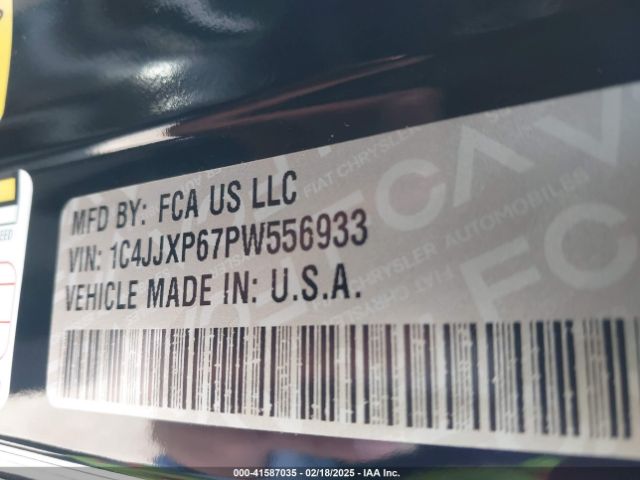 MFD BY: FCA US LLC
VIN: 1C4JJXP67PW556933
VEHICLE MADE IN: U.S.A.
000-41587035 - 02/18/2025 - IAA Inc.